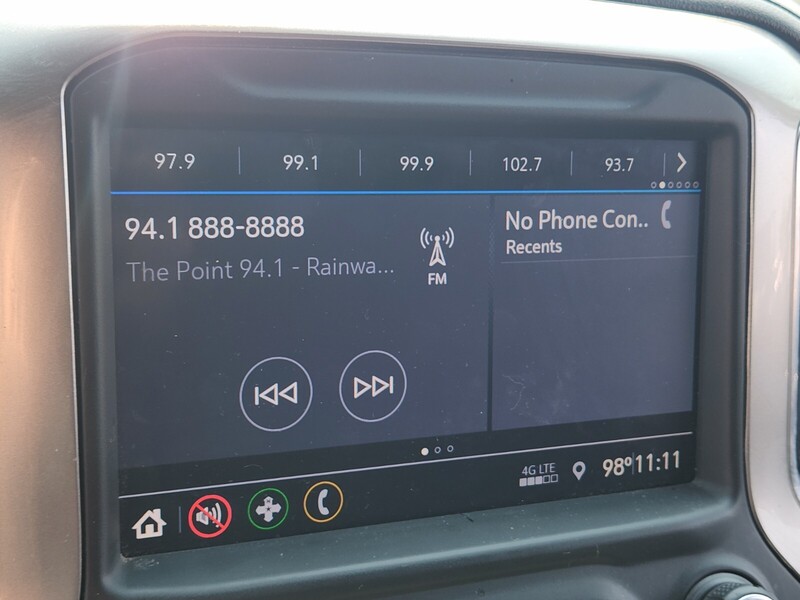 97.9 99.1 99.9 102.7 93.7
94.1 888-8888
The Point 94.1 - Rainwa...
FM
No Phone Con..
Recents
4G LTE
98° 11:11